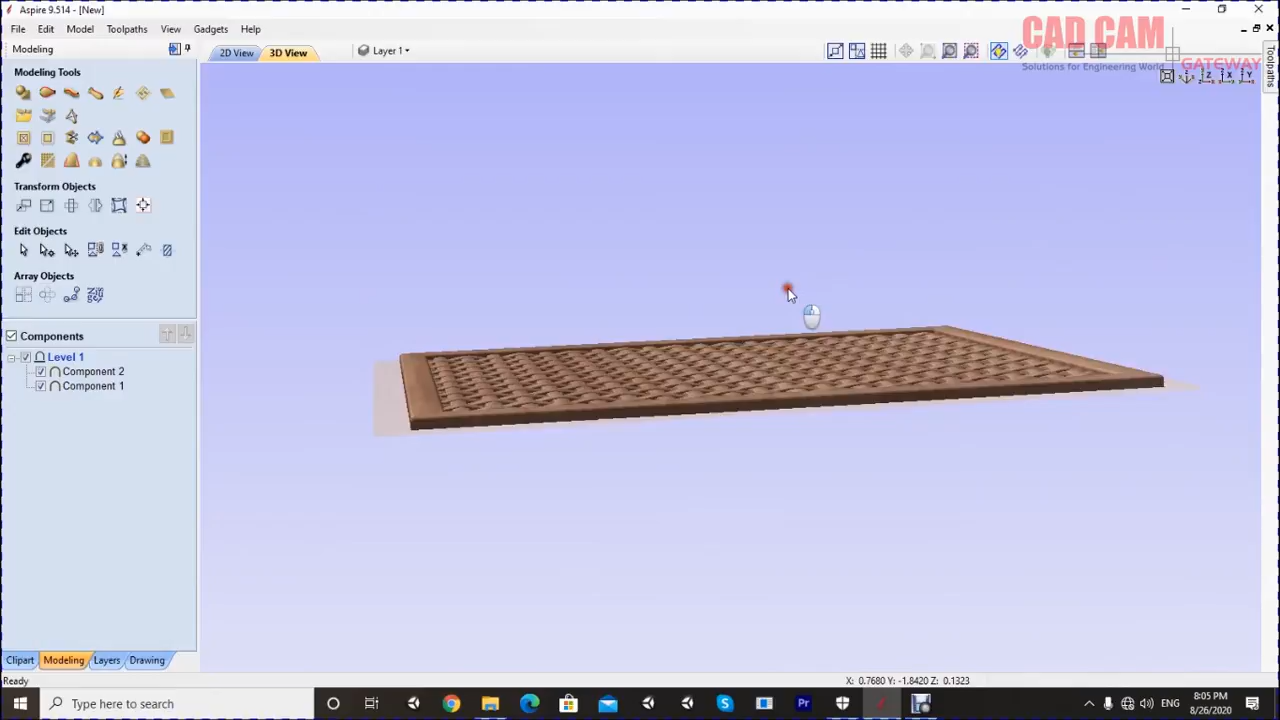 Aspire 9.514 - [New]
File Edit Model Toolpaths View Gadgets Help
CAD CAM
GATEWAY
Solutions for Engineering World
Modeling
2D View 3D View Layer 1
Toolpaths
Modeling Tools
Transform Objects
Edit Objects
Array Objects
Components
Level 1
Component 2
Component 1
Clipart Modeling Layers Drawing
Ready
X: 0.7680 Y: -1.8420 Z: 0.1323
Type here to search
ENG
8:05 PM
8/26/2020